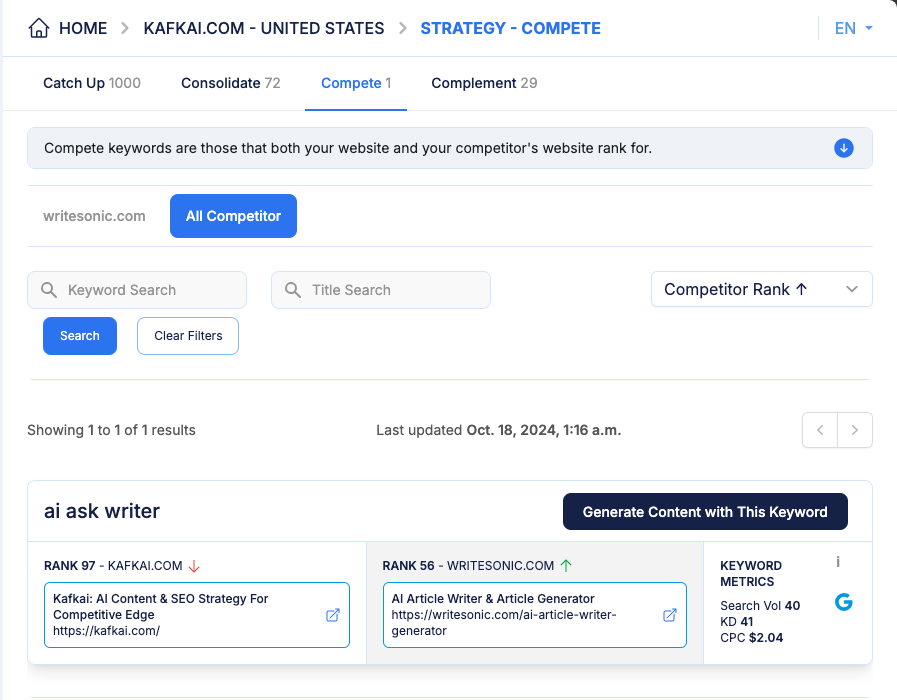 HOME > KAFKAI.COM - UNITED STATES > STRATEGY - COMPETE EN
Catch Up 1000 Consolidate 72 Compete 1 Complement 29
Compete keywords are those that both your website and your competitor's website rank for.
writesonic.com All Competitor
Keyword Search Title Search Competitor Rank ↑
Search Clear Filters
Showing 1 to 1 of 1 results Last updated Oct. 18, 2024, 1:16 a.m.
ai ask writer Generate Content with This Keyword
RANK 97 - KAFKAI.COM ↓
Kafkai: AI Content & SEO Strategy For
Competitive Edge
https://kafkai.com/
RANK 56 - WRITESONIC.COM ↑
AI Article Writer & Article Generator
https://writesonic.com/ai-article-writer-
generator
KEYWORD
METRICS
i
Search Vol 40
KD 41
CPC $2.04
G